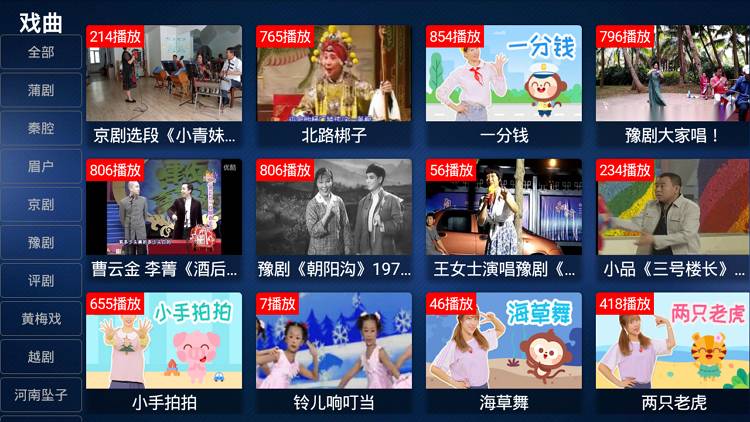 戏曲
全部
蒲剧
秦腔
眉户
京剧
豫剧
评剧
黄梅戏
越剧
河南坠子
214播放
京剧选段《小青妹...
765播放
北路梆子
854播放
一分钱
一分钱
796播放
豫剧大家唱！
806播放
优酷
曹云金 李菁《酒后...
806播放
豫剧《朝阳沟》197...
56播放
王女士演唱豫剧《...
234播放
小品《三号楼长》...
655播放
小手拍拍
小手拍拍
7播放
铃儿响叮当
46播放
海草舞
海草舞
418播放
两只老虎
两只老虎